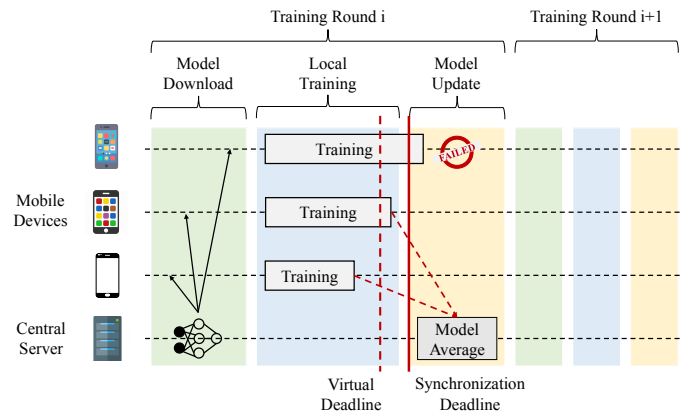 Training Round i
Training Round i+1
Model
Download
Local
Training
Model
Update
Training
FAILED
Mobile
Devices
Training
Training
Central
Server
Model
Average
Virtual
Deadline
Synchronization
Deadline